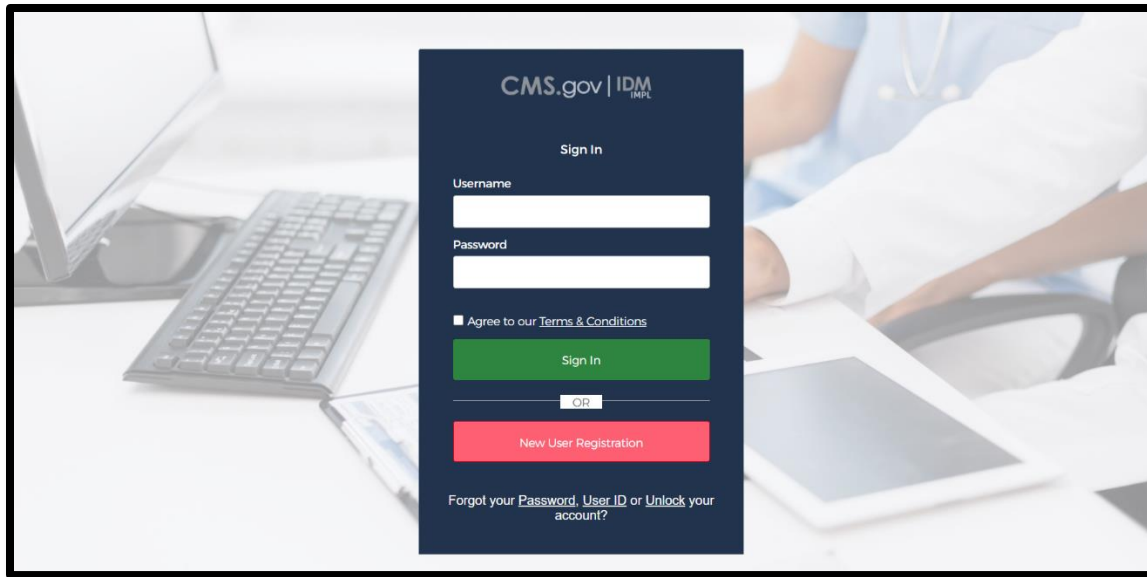 CMS.gov | IDM
IMPL
Sign In
Username
Password
Agree to our Terms & Conditions
Sign In
OR
New User Registration
Forgot your Password, User ID or Unlock your
account?